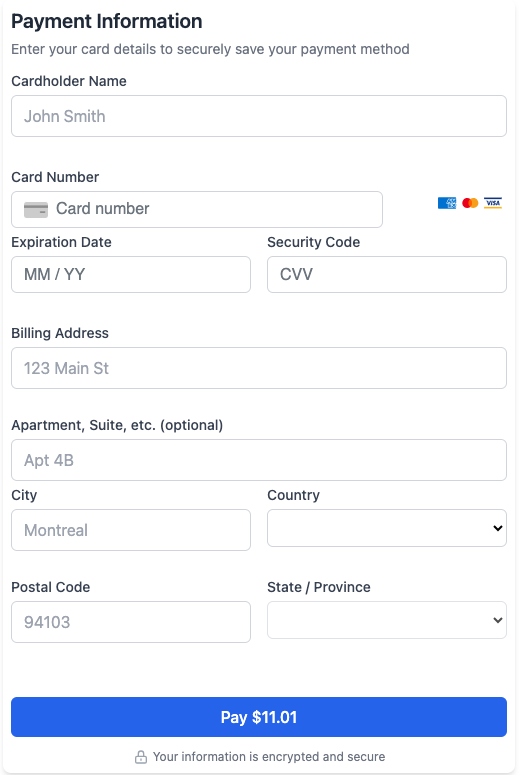 Payment Information
Enter your card details to securely save your payment method
Cardholder Name
John Smith
Card Number
Card number
VISA
Expiration Date
Security Code
MM / YY
CVV
Billing Address
123 Main St
Apartment, Suite, etc. (optional)
Apt 4B
City
Country
Montreal
Postal Code
State / Province
94103
Pay $11.01
Your information is encrypted and secure